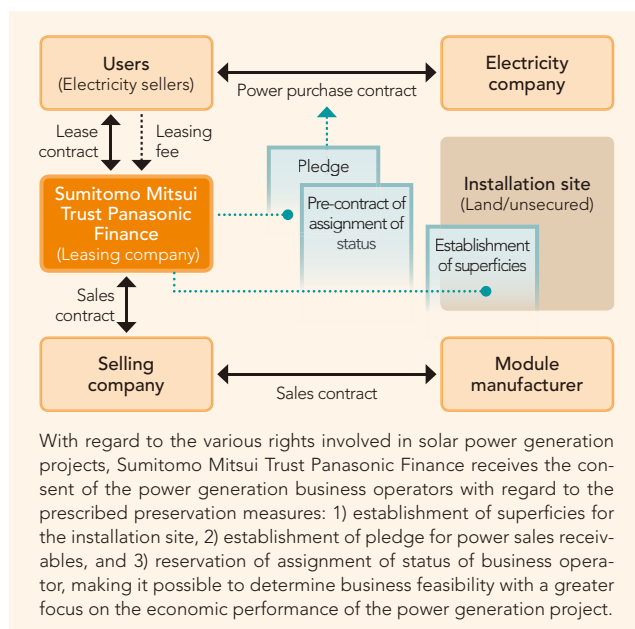 Users
(Electricity sellers)
Electricity
company
Power purchase contract
Lease
contract
Leasing
fee
Pledge
Pre-contract of
assignment of
status
Installation site
(Land/unsecured)
Establishment
of superficies
Sumitomo Mitsui
Trust Panasonic
Finance
(Leasing company)
Sales
contract
Selling
company
Sales contract
Module
manufacturer
With regard to the various rights involved in solar power generation
projects, Sumitomo Mitsui Trust Panasonic Finance receives the con-
sent of the power generation business operators with regard to the
prescribed preservation measures: 1) establishment of superficies for
the installation site, 2) establishment of pledge for power sales receiv-
ables, and 3) reservation of assignment of status of business opera-
tor, making it possible to determine business feasibility with a greater
focus on the economic performance of the power generation project.